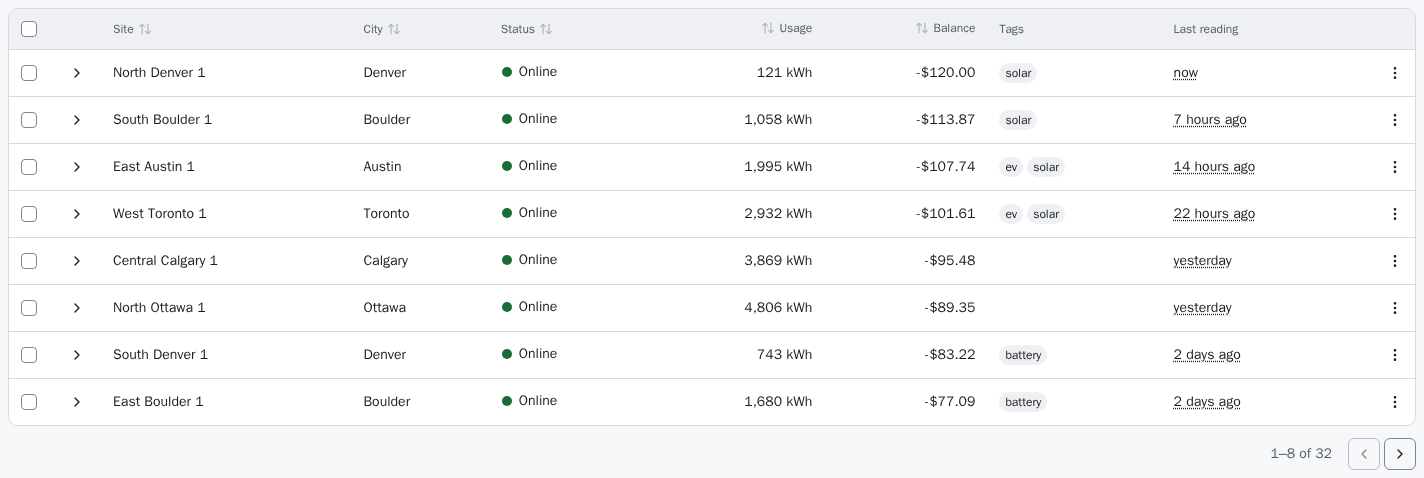 Site City Status Usage Balance Tags Last reading
North Denver 1 Denver Online 121 kWh -$120.00 solar now
South Boulder 1 Boulder Online 1,058 kWh -$113.87 solar 7 hours ago
East Austin 1 Austin Online 1,995 kWh -$107.74 ev solar 14 hours ago
West Toronto 1 Toronto Online 2,932 kWh -$101.61 ev solar 22 hours ago
Central Calgary 1 Calgary Online 3,869 kWh -$95.48 yesterday
North Ottawa 1 Ottawa Online 4,806 kWh -$89.35 yesterday
South Denver 1 Denver Online 743 kWh -$83.22 battery 2 days ago
East Boulder 1 Boulder Online 1,680 kWh -$77.09 battery 2 days ago
1–8 of 32